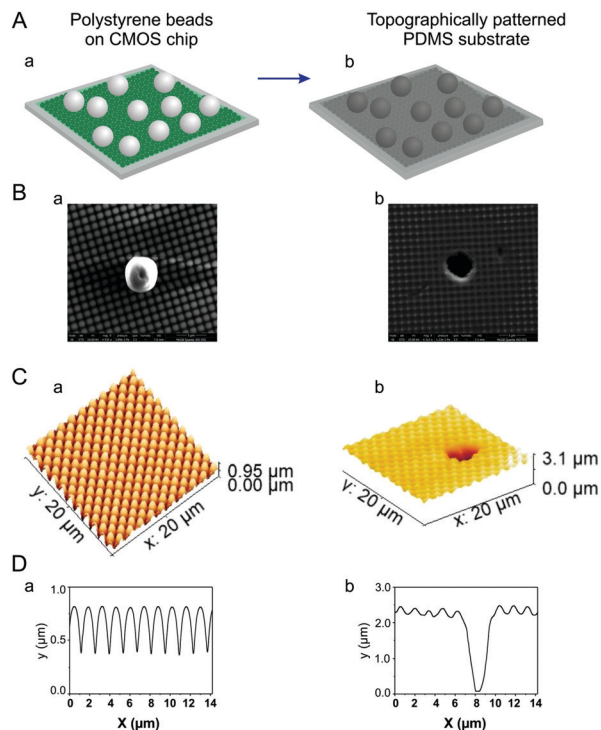 A
Polystyrene beads
on CMOS chip
Topographically patterned
PDMS substrate
a
b
B
a
b
C
a
b
0.95 µm
0.00 µm
y: 20 µm
x: 20 µm
3.1 µm
0.0 µm
y: 20 µm
x: 20 µm
D
a
b
y (µm)
1.0
0.5
0.0
0 2 4 6 8 10 12 14
X (µm)
y (µm)
3.0
2.0
1.0
0.0
0 2 4 6 8 10 12 14
X (µm)